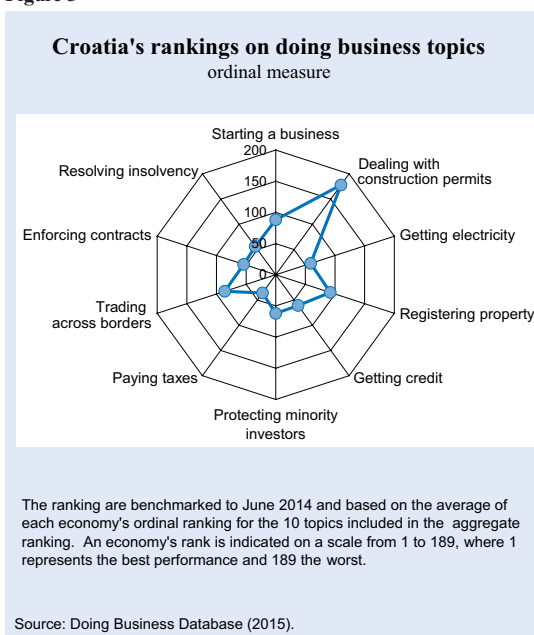 Croatia's rankings on doing business topics
ordinal measure
Starting a business
200
150
100
50
0
Dealing with
construction permits
Getting electricity
Registering property
Getting credit
Protecting minority
investors
Paying taxes
Trading
across borders
Enforcing contracts
Resolving insolvency
The ranking are benchmarked to June 2014 and based on the average of
each economy's ordinal ranking for the 10 topics included in the aggregate
ranking. An economy's rank is indicated on a scale from 1 to 189, where 1
represents the best performance and 189 the worst.
Source: Doing Business Database (2015).